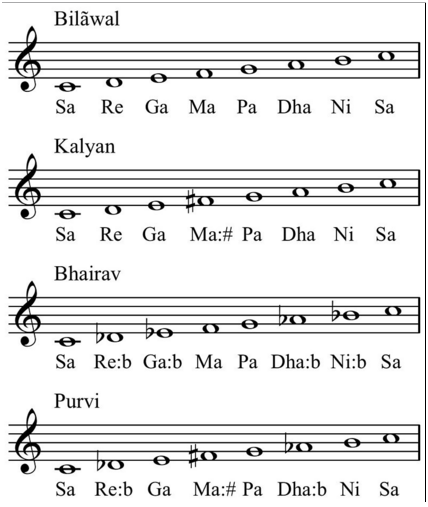 Bilãwal
Sa Re Ga Ma Pa Dha Ni Sa
Kalyan
Sa Re Ga Ma:# Pa Dha Ni Sa
Bhairav
Sa Re:b Ga:b Ma Pa Dha:b Ni:b Sa
Purvi
Sa Re:b Ga Ma:# Pa Dha:b Ni Sa